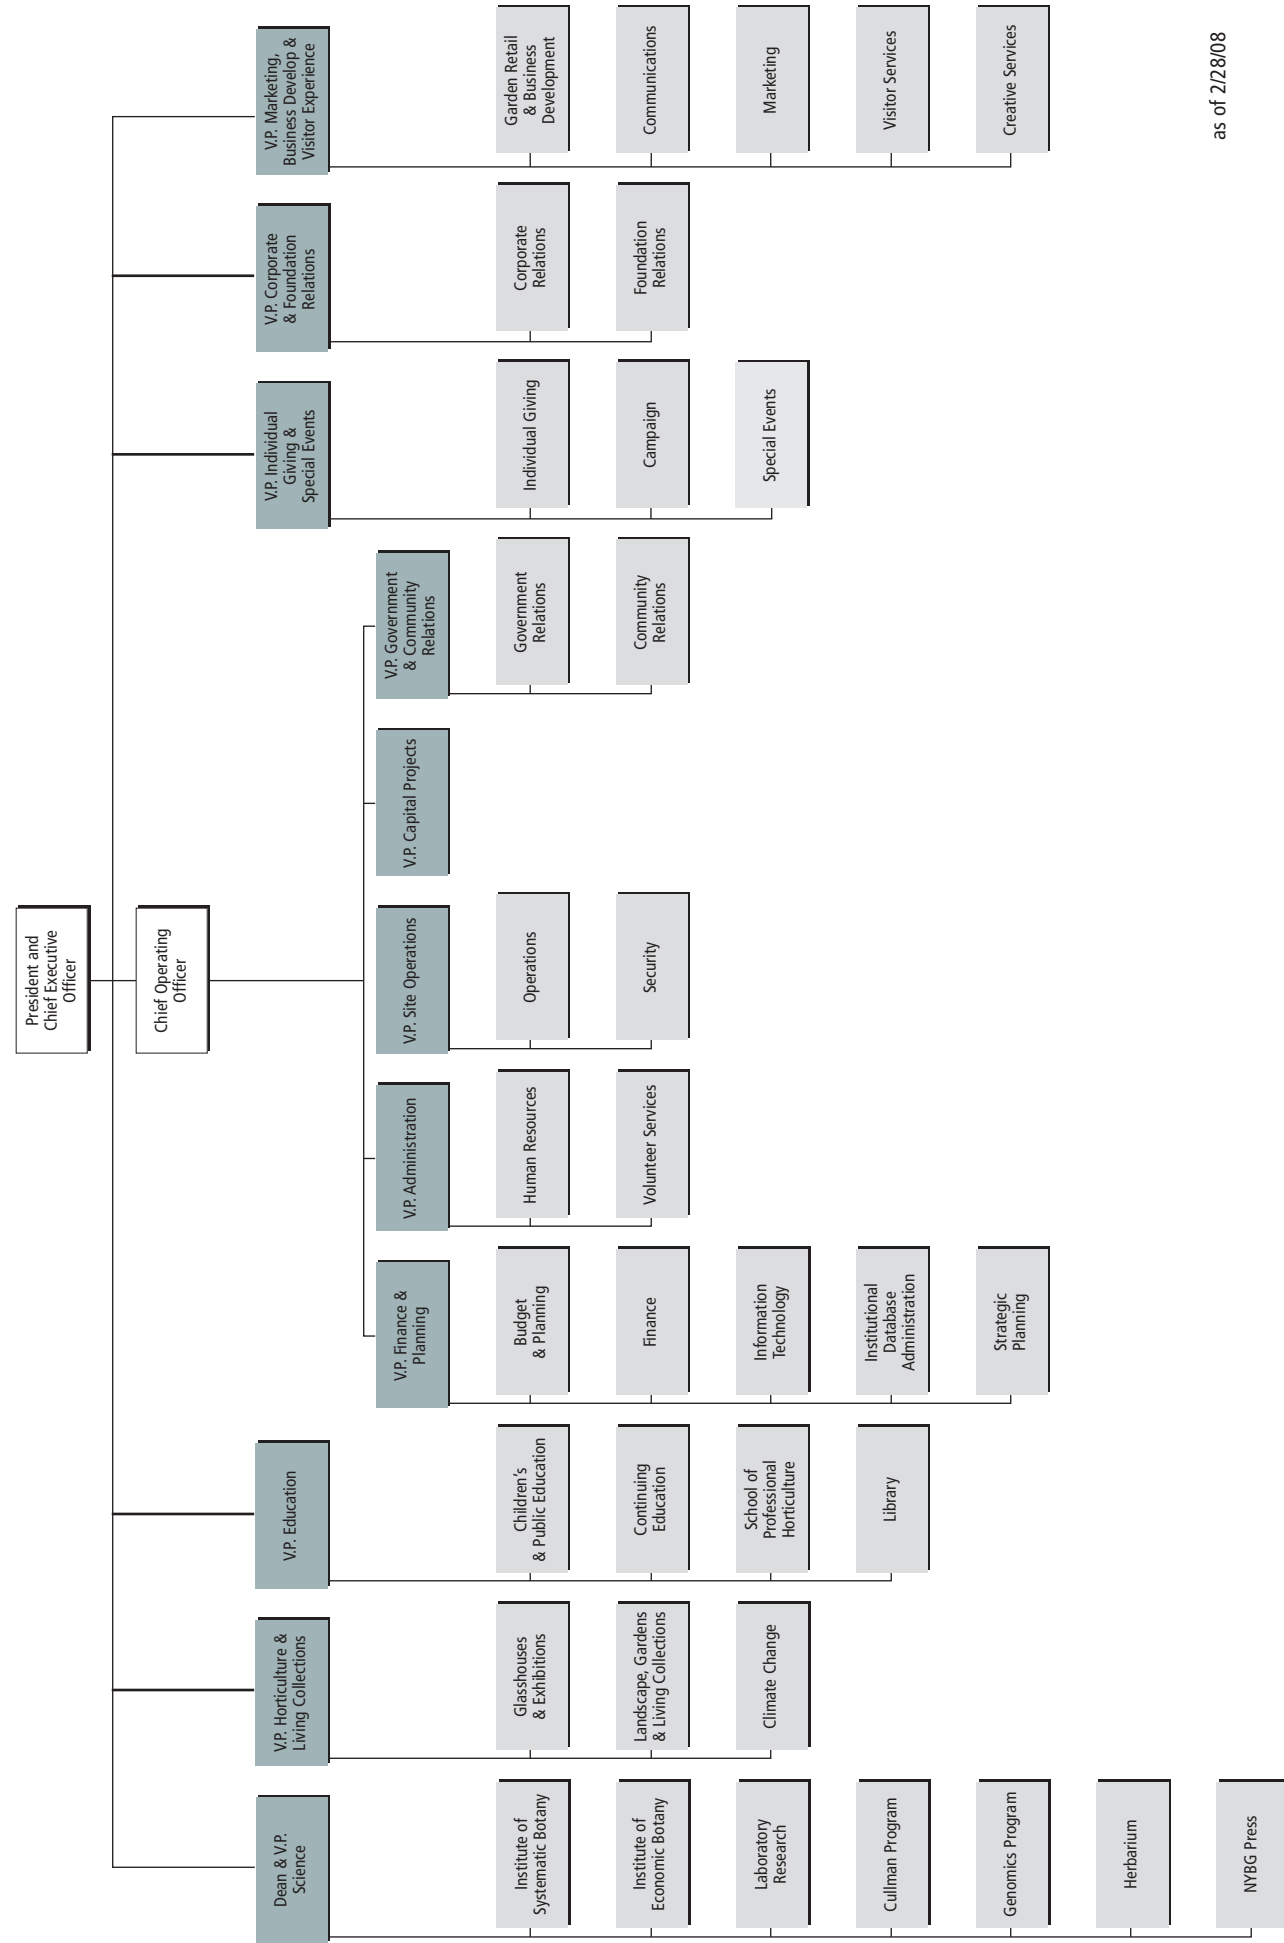 President and
Chief Executive
Officer
Chief Operating
Officer
Dean & V.P.
Science
V.P. Horticulture &
Living Collections
V.P. Education
V.P. Individual
Giving &
Special Events
V.P. Corporate
& Foundation
Relations
V.P. Marketing,
Business Develop &
Visitor Experience
V.P. Finance &
Planning
V.P. Administration
V.P. Site Operations
V.P. Capital Projects
V.P. Government
& Community
Relations
Institute of
Systematic Botany
Institute of
Economic Botany
Laboratory
Research
Cullman Program
Genomics Program
Herbarium
NYBG Press
Glasshouses
& Exhibitions
Landscape, Gardens
& Living Collections
Climate Change
Children's
& Public Education
Continuing
Education
School of
Professional
Horticulture
Library
Budget
& Planning
Finance
Information
Technology
Institutional
Database
Administration
Strategic
Planning
Human Resources
Volunteer Services
Operations
Security
Government
Relations
Community
Relations
Individual Giving
Campaign
Special Events
Corporate
Relations
Foundation
Relations
Garden Retail
& Business
Development
Communications
Marketing
Visitor Services
Creative Services
as of 2/28/08